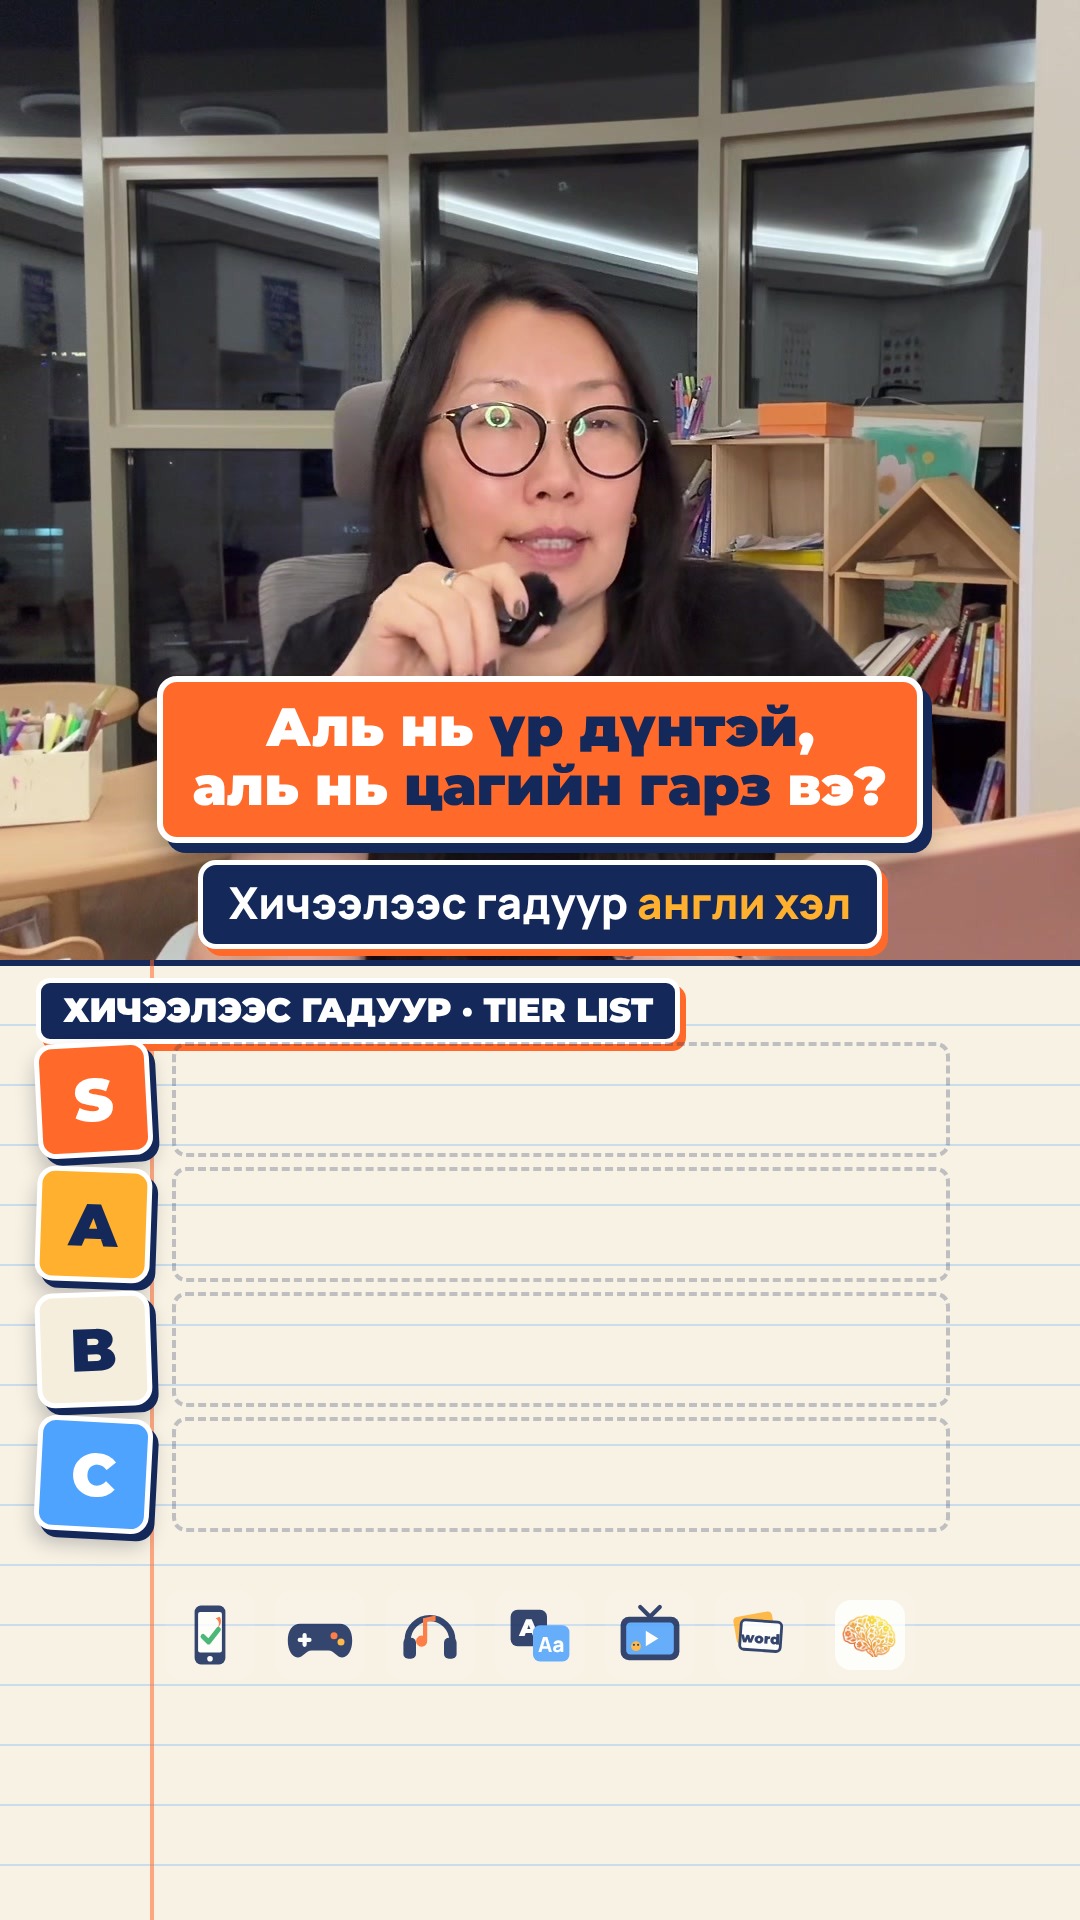 Аль нь үр дүнтэй,
аль нь цагийн гарз вэ?
Хичээлээс гадуур англи хэл
ХИЧЭЭЛЭЭС ГАДУУР • TIER LIST
S
A
B
C
A
Aa
word